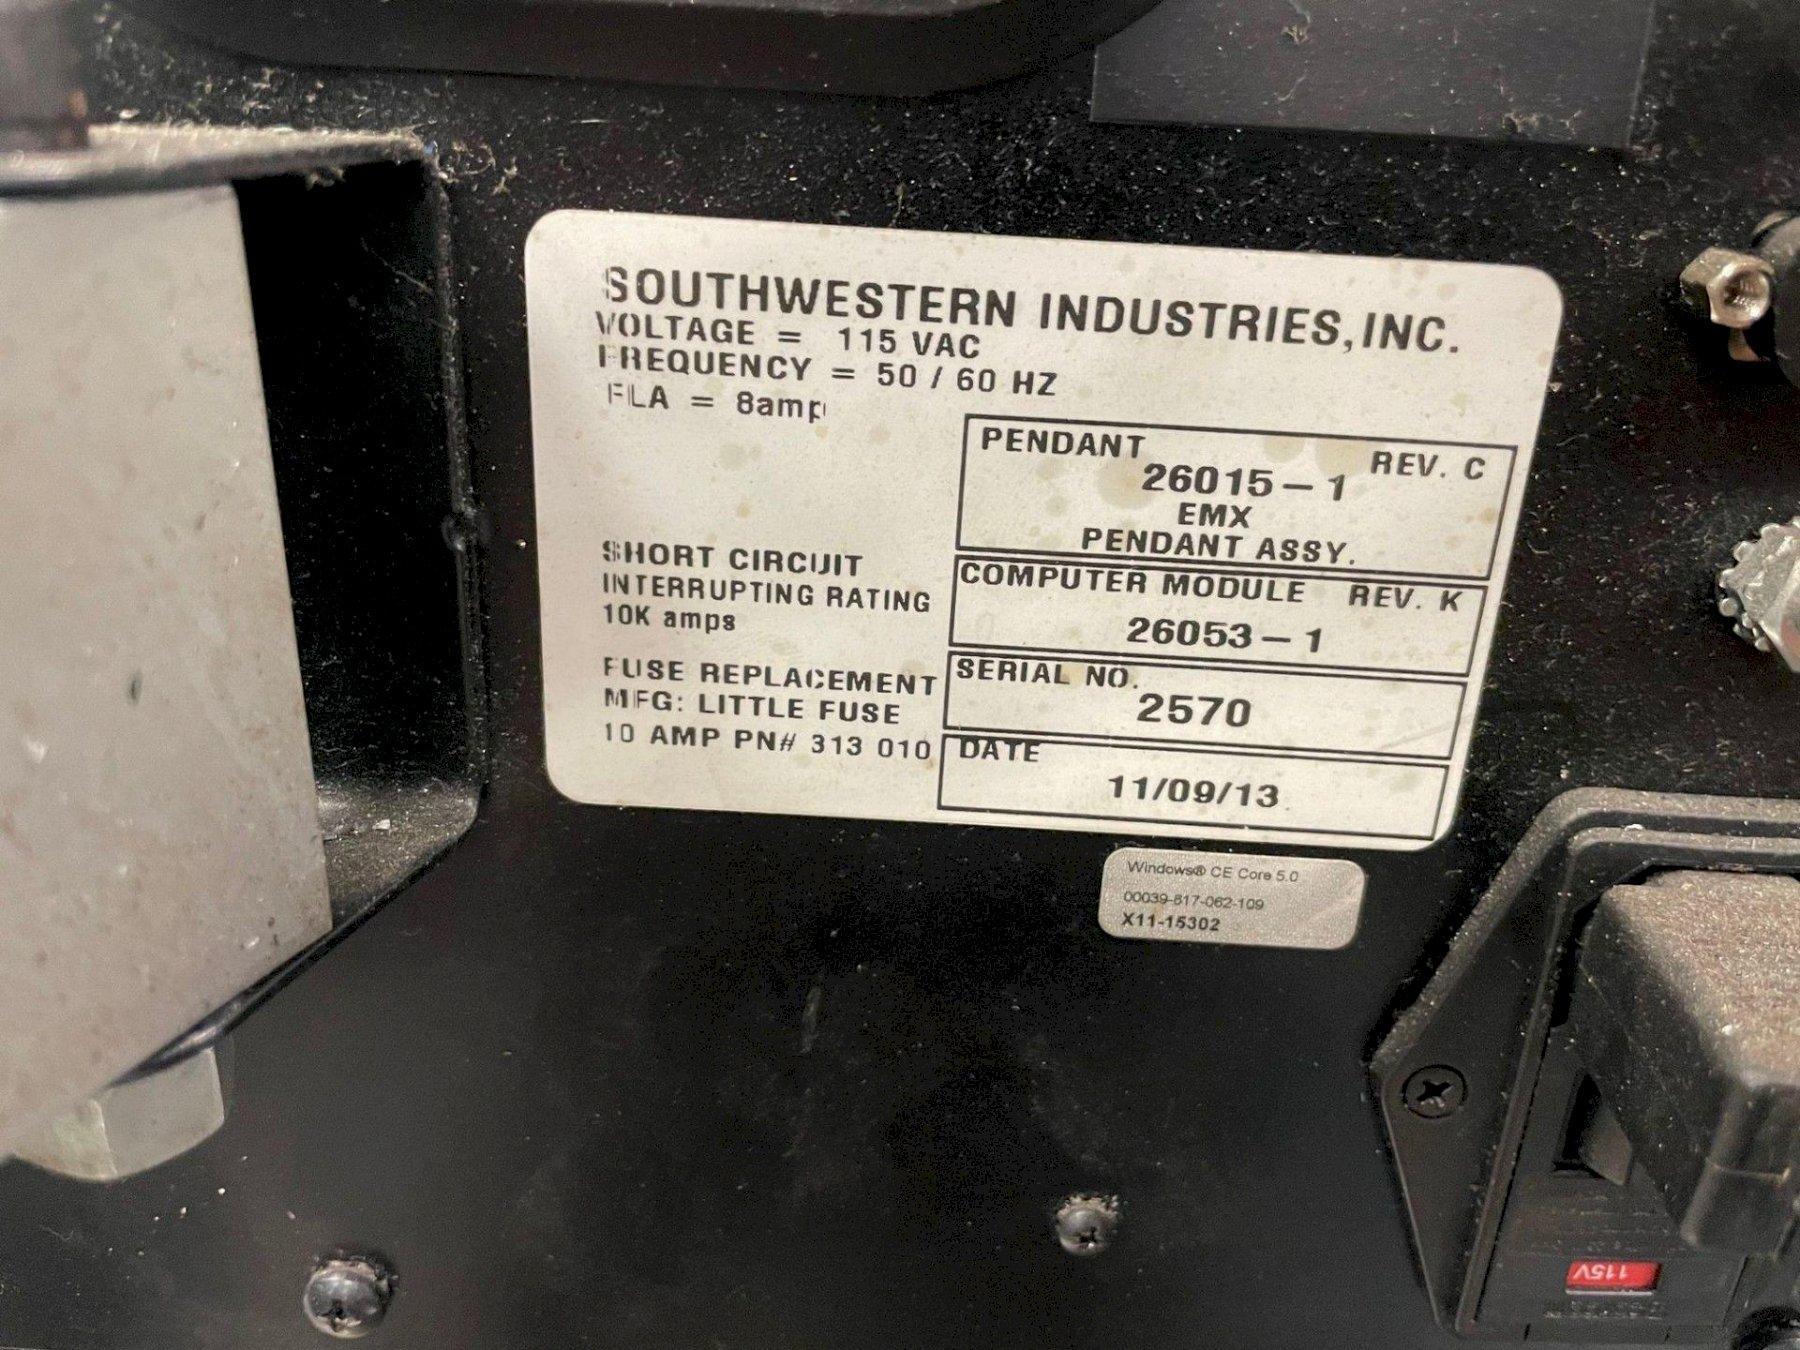 SOUTHWESTERN INDUSTRIES, INC.
VOLTAGE = 115 VAC
FREQUENCY = 50 / 60 HZ
FLA = 8amp
PENDANT REV. C
26015-1
EMX
PENDANT ASSY.
SHORT CIRCUIT
INTERRUPTING RATING
10K amps
COMPUTER MODULE REV. K
26053-1
FUSE REPLACEMENT
MFG: LITTLE FUSE
10 AMP PN# 313 010
SERIAL NO.
2570
DATE
11/09/13
Windows® CE Core 5.0
00039-817-062-109
X11-15302
115V